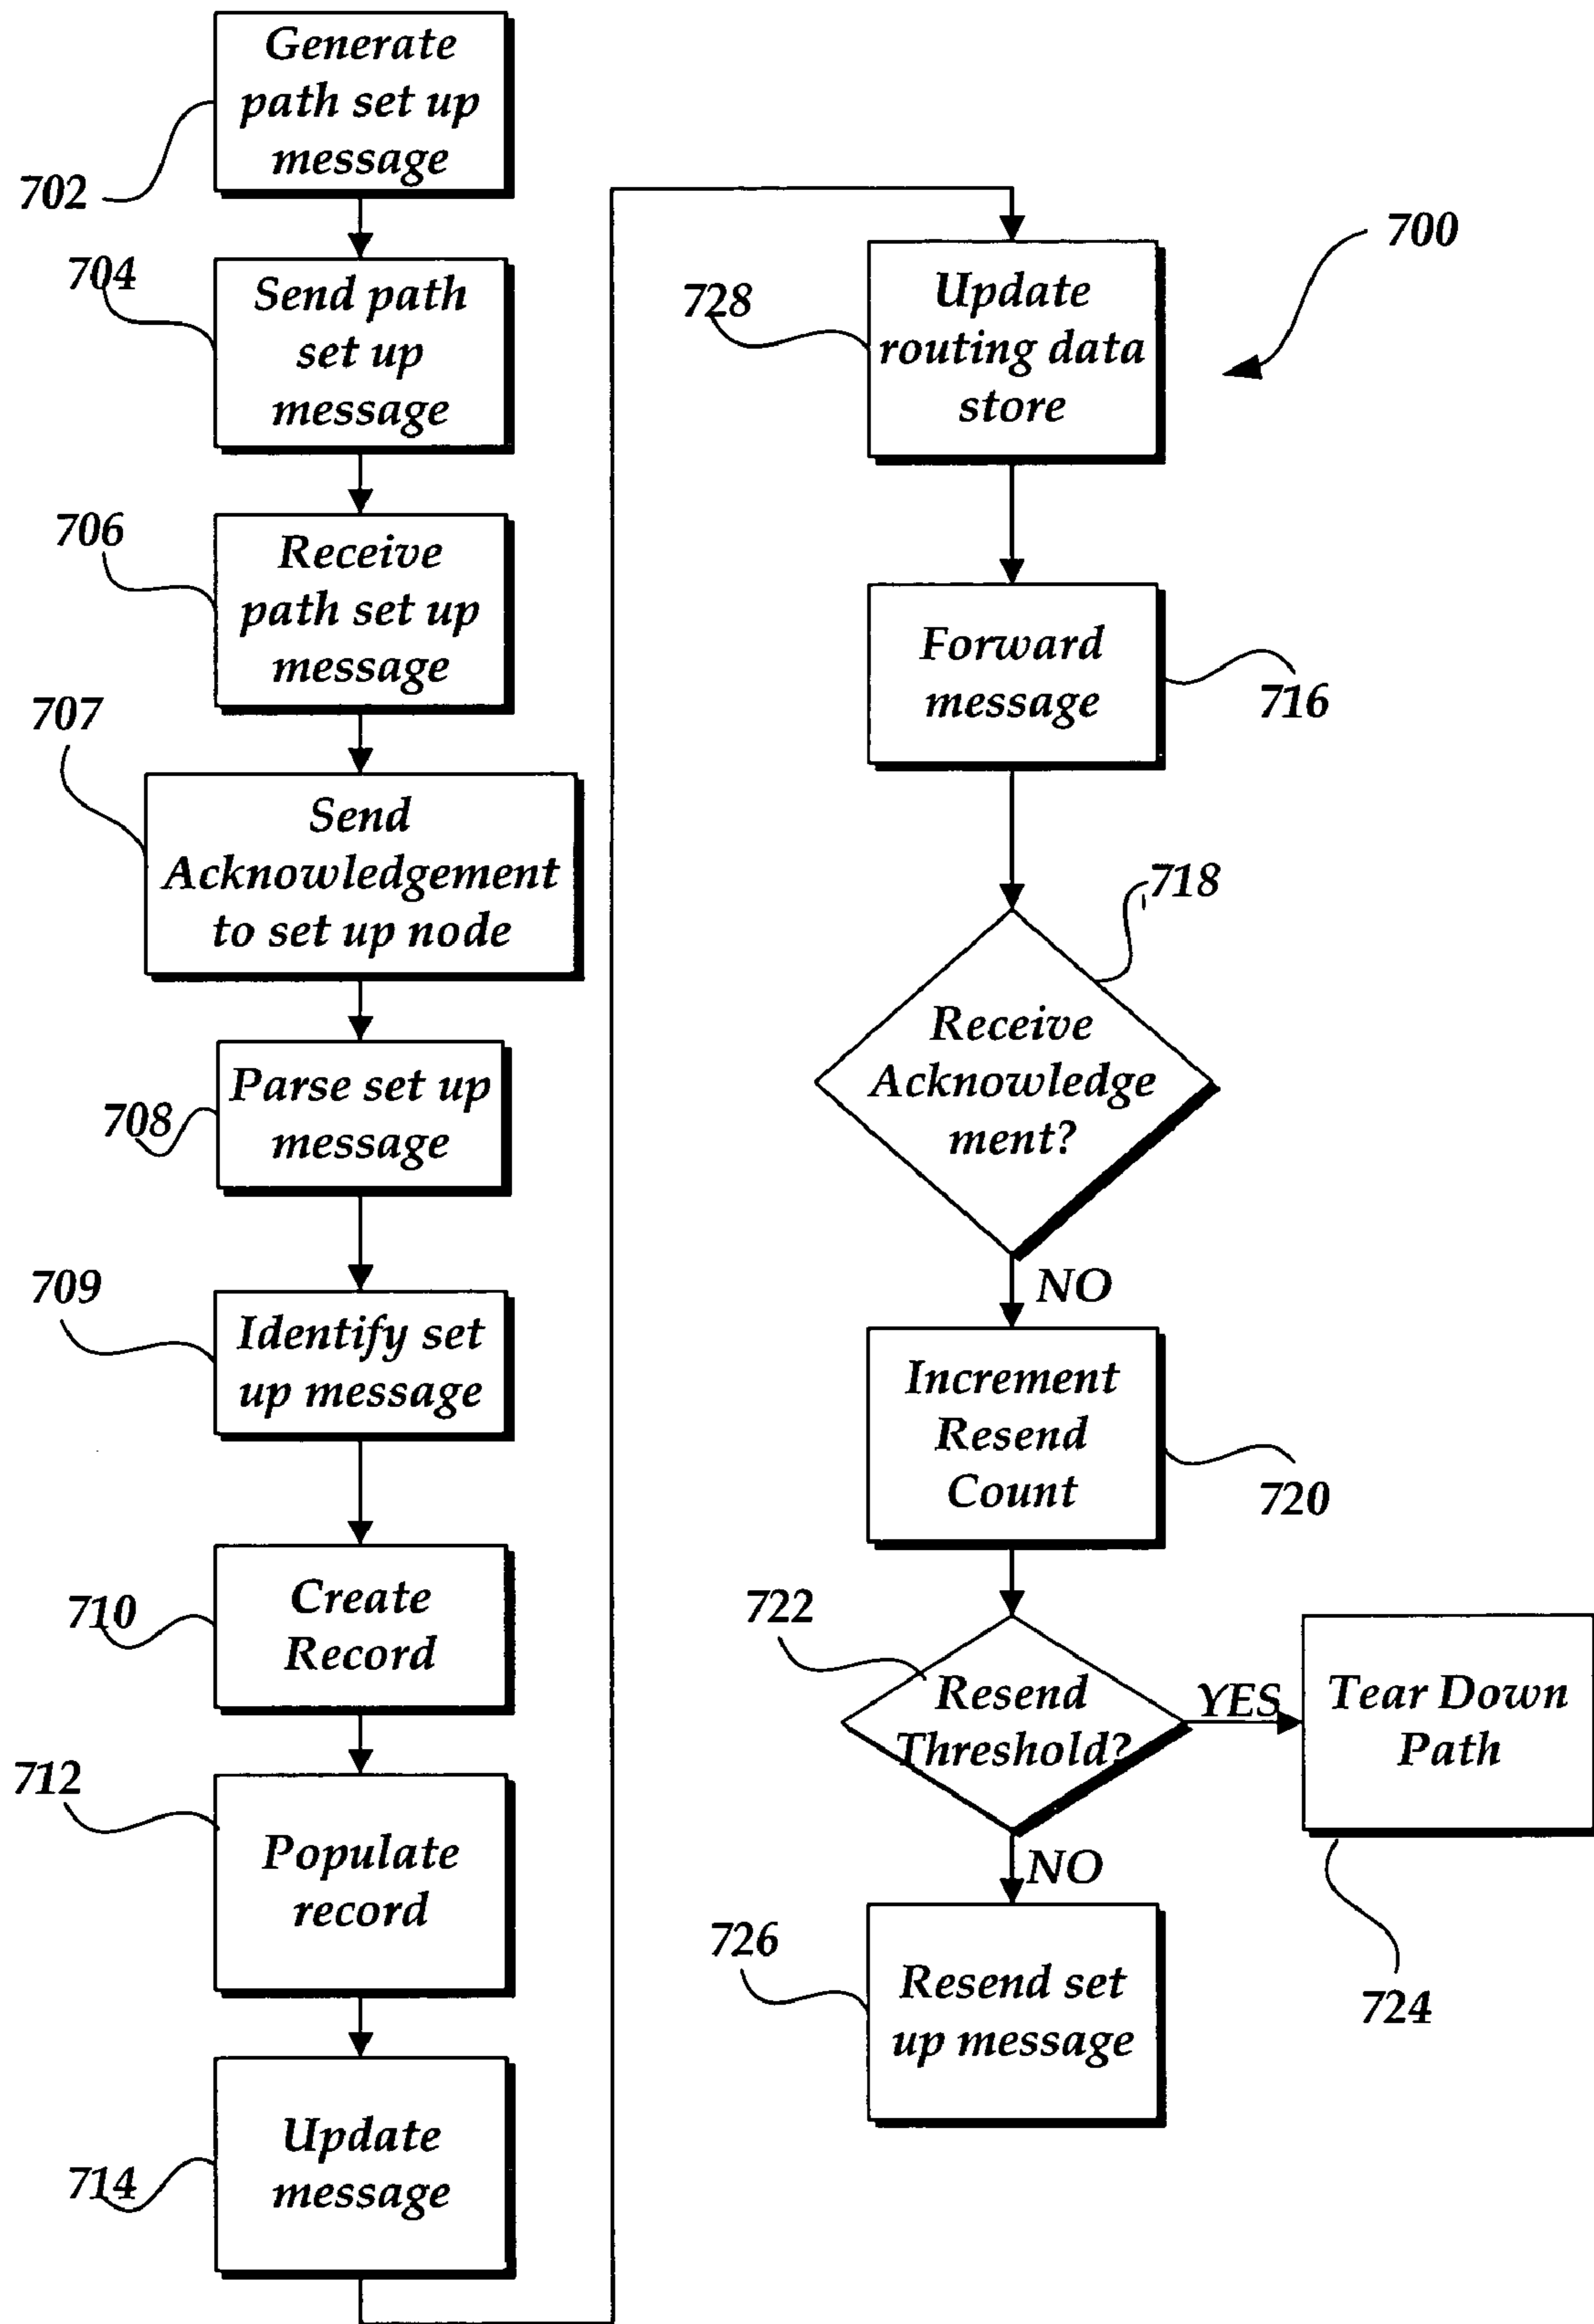 Generate
path set up
message
702
704
Send path
set up
message
706
Receive
path set up
message
707
Send
Acknowledgement
to set up node
708
Parse set up
message
709
Identify set
up message
710
Create
Record
712
Populate
record
714
Update
message
700
728
Update
routing data
store
Forward
message
716
718
Receive
Acknowledge
ment?
NO
Increment
Resend
Count
720
722
Resend
Threshold?
YES
Tear Down
Path
724
NO
726
Resend set
up message